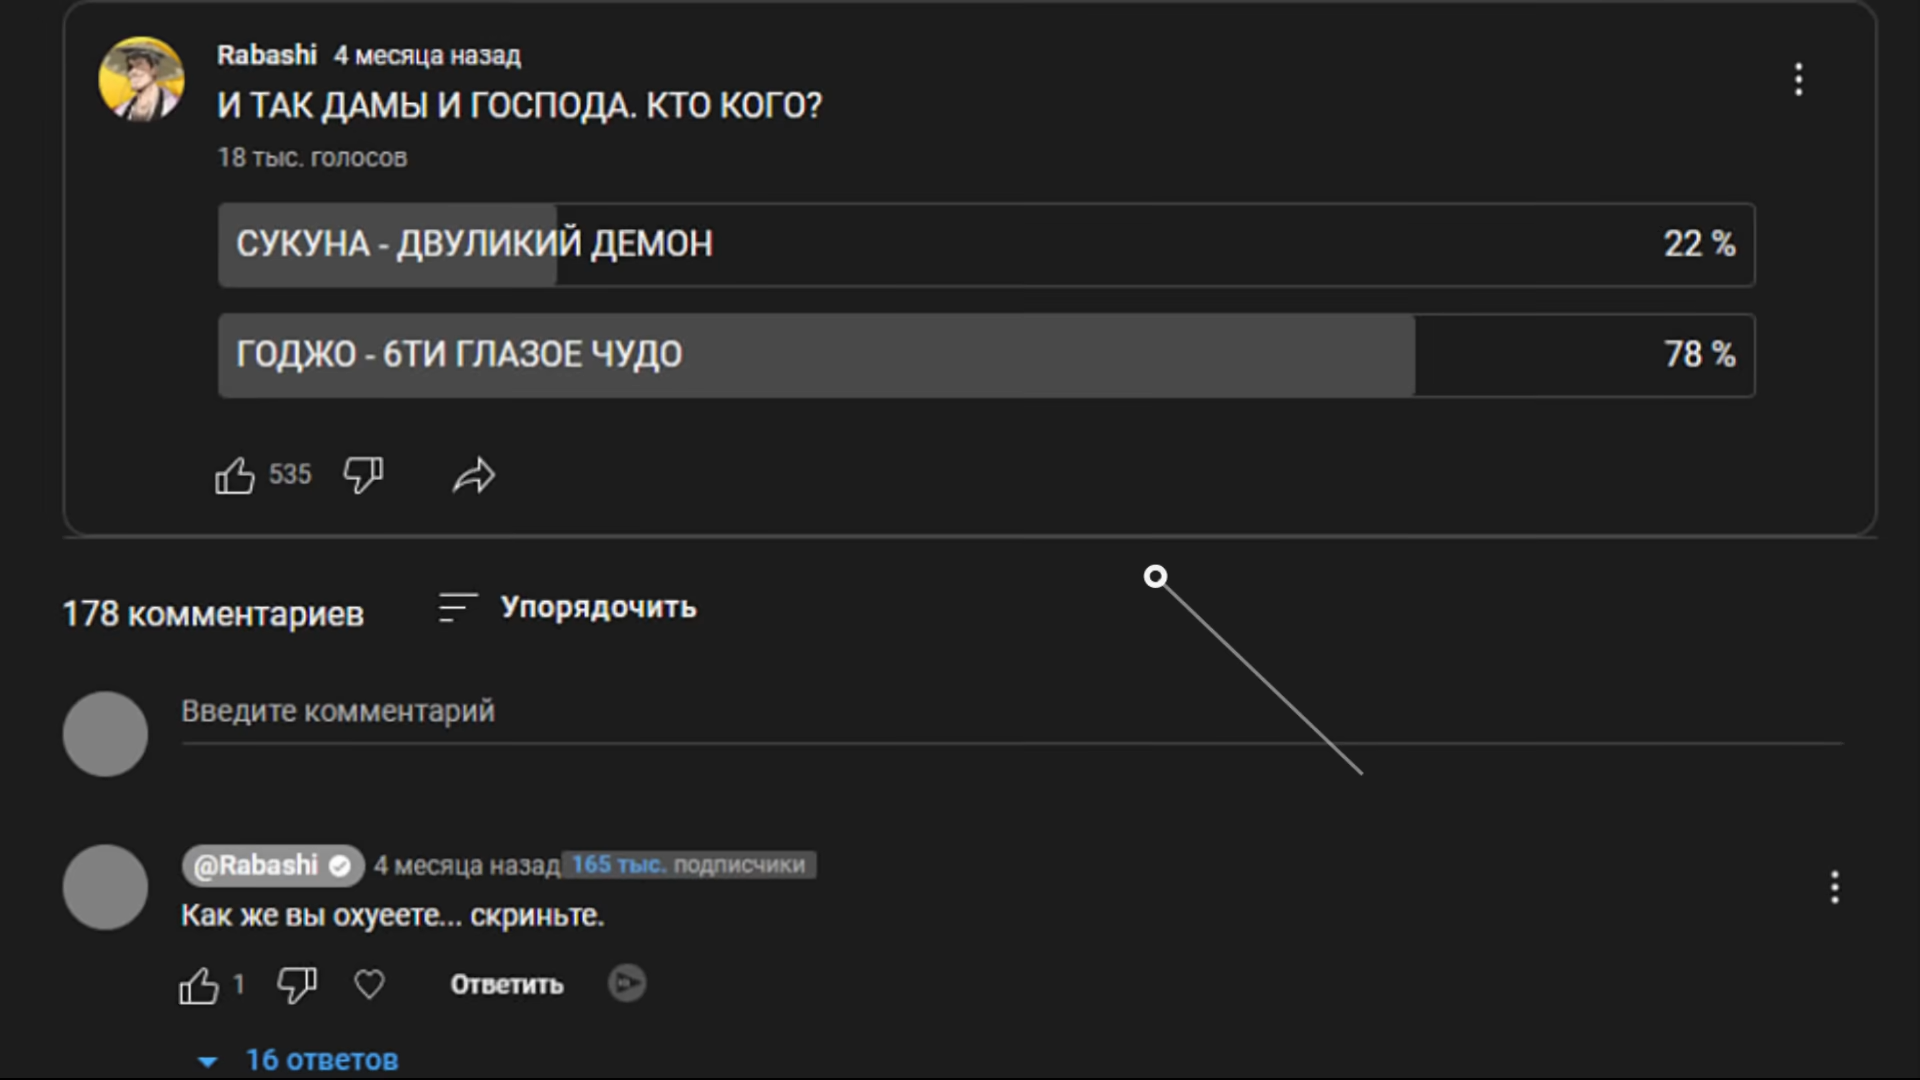 Rabashi 4 месяца назад
И ТАК ДАМЫ И ГОСПОДА. КТО КОГО?
18 тыс. голосов
СУКУНА - ДВУЛИКИЙ ДЕМОН 22 %
ГОДЖО - 6ТИ ГЛАЗОЕ ЧУДО 78 %
535
178 комментариев Упорядочить
Введите комментарий
@Rabashi 4 месяца назад 165 тыс. подписчики
Как же вы охуеете... скриньте.
1 Ответить
16 ответов